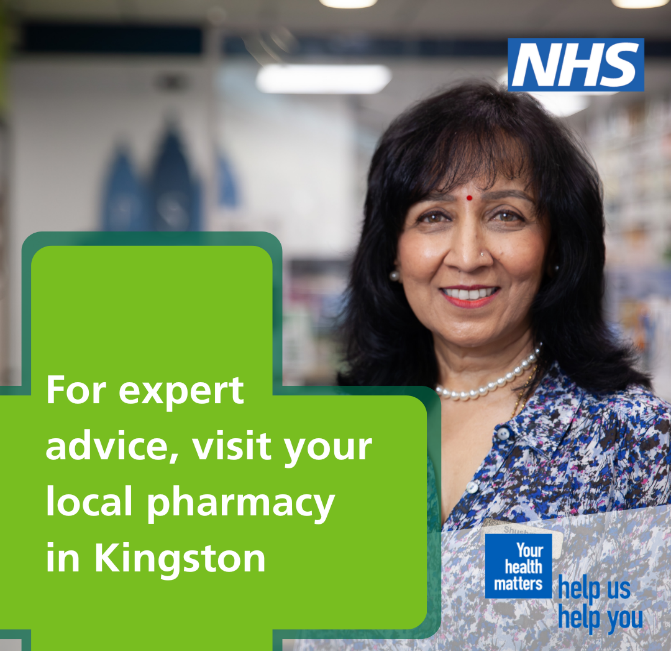 NHS
For expert
advice, visit your
local pharmacy
in Kingston
Your
health
matters
help us
help you